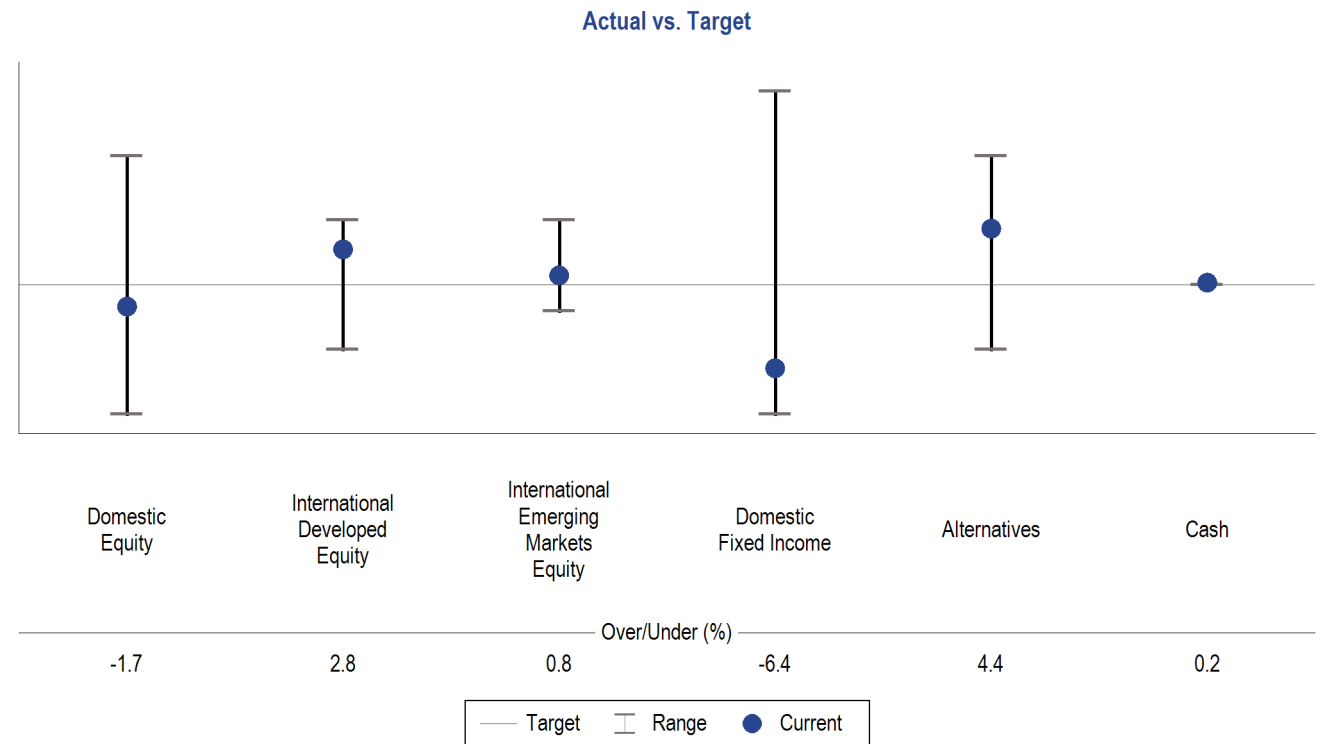 Actual vs. Target
Domestic
Equity
International
Developed
Equity
International
Emerging
Markets
Equity
Domestic
Fixed Income
Alternatives
Cash
Over/Under (%)
-1.7 2.8 0.8 -6.4 4.4 0.2
Target Range Current